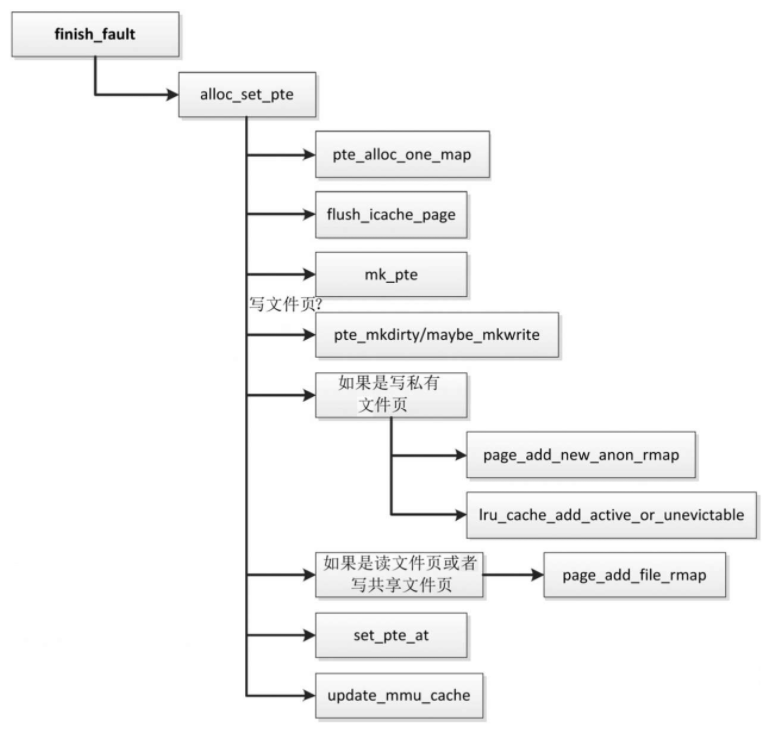 finish_fault
alloc_set_pte
pte_alloc_one_map
flush_icache_page
mk_pte
写文件页?
pte_mkdirty/maybe_mkwrite
如果是写私有
文件页
page_add_new_anon_rmap
lru_cache_add_active_or_unevictable
如果是读文件页或者
写共享文件页
page_add_file_rmap
set_pte_at
update_mmu_cache